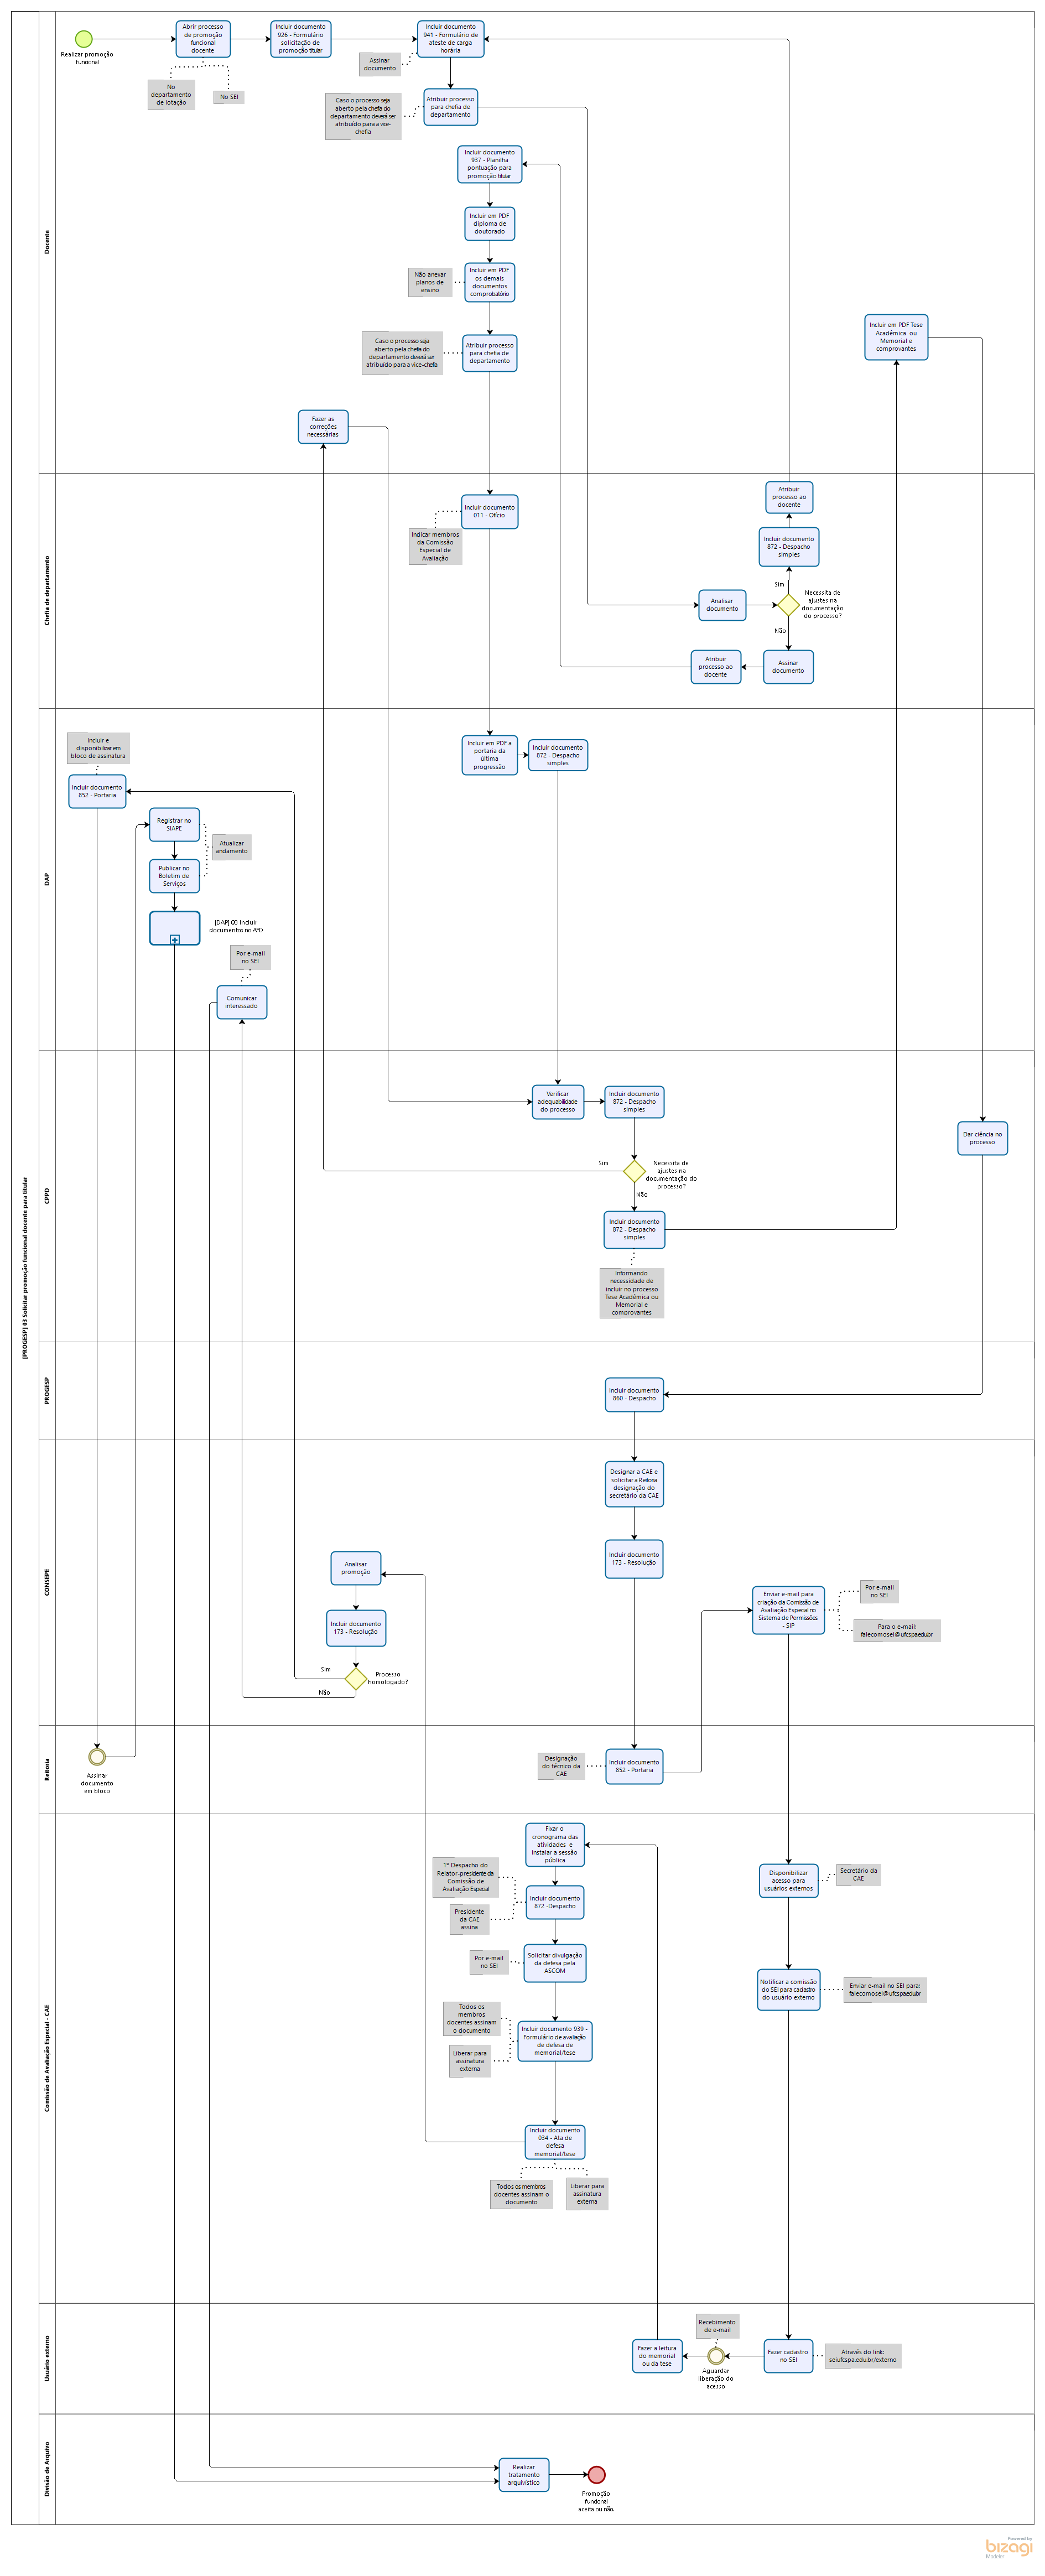 [PROGESP] 03 Solicitar promoção funcional docente para titular
Docente
Realizar promoção
funcional
Abrir processo
de promoção
funcional
docente
No
departamento
de lotação
No SEI
Incluir documento
926 - Formulário
solicitação de
promoção titular
Incluir documento
941 - Formulário de
ateste de carga
horária
Assinar
documento
Atribuir processo
para chefia de
departamento
Caso o processo seja
aberto pela chefia do
departamento deverá ser
atribuído para a vice-
chefia
Incluir documento
937 - Planilha
pontuação para
promoção titular
Incluir em PDF
diploma de
doutorado
Incluir em PDF
os demais
documentos
comprobatório
Não anexar
planos de
ensino
Atribuir processo
para chefia de
departamento
Caso o processo seja
aberto pela chefia do
departamento deverá ser
atribuído para a vice-chefia
Incluir em PDF Tese
Acadêmica ou
Memorial e
comprovantes
Fazer as
correções
necessárias
Chefia de departamento
Incluir documento
011 - Ofício
Indicar membros
da Comissão
Especial de
Avaliação
Atribuir
processo ao
docente
Incluir documento
872 - Despacho
simples
Sim
Analisar
documento
Necessita de
ajustes na
documentação
do processo?
Não
Atribuir
processo ao
docente
Assinar
documento
DAP
Incluir e
disponibilizar em
bloco de assinatura
Incluir documento
852 - Portaria
Incluir em PDF a
portaria da
última
progressão
Incluir documento
872 - Despacho
simples
Registrar no
SIAPE
Atualizar
andamento
Publicar no
Boletim de
Serviços
[DAP] 08 Incluir
documentos no AFD
Por e-mail
no SEI
Comunicar
interessado
CPPD
Verificar
adequabilidade
do processo
Incluir documento
872 - Despacho
simples
Dar ciência no
processo
Sim
Necessita de
ajustes na
documentação do
processo?
Não
Incluir documento
872 - Despacho
simples
Informando
necessidade de
incluir no processo
Tese Acadêmica ou
Memorial e
comprovantes
PROGESP
Incluir documento
860 - Despacho
CONSEPE
Designar a CAE e
solicitar a Reitoria
designação do
secretário da CAE
Incluir documento
173 - Resolução
Analisar
promoção
Incluir documento
173 - Resolução
Sim
Processo
homologado?
Não
Enviar e-mail para
criação da Comissão de
Avaliação Especial no
Sistema de Permissões
- SIP
Por e-mail
no SEI
Para o e-mail:
falecomosei@ufcspa.edu.br
Reitoria
Assinar
documento
em bloco
Designação
do técnico da
CAE
Incluir documento
852 - Portaria
Comissão de Avaliação Especial - CAE
Fixar o
cronograma das
atividades e
instalar a sessão
pública
1º Despacho do
Relator-presidente da
Comissão de
Avaliação Especial
Incluir documento
872 -Despacho
Presidente
da CAE
assina
Disponibilizar
acesso para
usuários externos
Secretário da
CAE
Por e-mail
no SEI
Solicitar divulgação
da defesa pela
ASCOM
Notificar a comissão
do SEI para cadastro
do usuário externo
Enviar e-mail no SEI para:
falecomosei@ufcspa.edu.br
Todos os
membros
docentes assinam
o documento
Incluir documento 939 -
Formulário de avaliação
de defesa de
memorial/tese
Liberar para
assinatura
externa
Incluir documento
034 - Ata de
defesa
memorial/tese
Todos os membros
docentes assinam o
documento
Liberar para
assinatura
externa
Usuário externo
Recebimento
de e-mail
Fazer a leitura
do memorial
ou da tese
Aguardar
liberação do
acesso
Fazer cadastro
no SEI
Através do link:
sei.ufcspa.edu.br/externo
Divisão de Arquivo
Realizar
tratamento
arquivístico
Promoção
funcional
aceita ou não.
Powered by
bizagi
Modeler